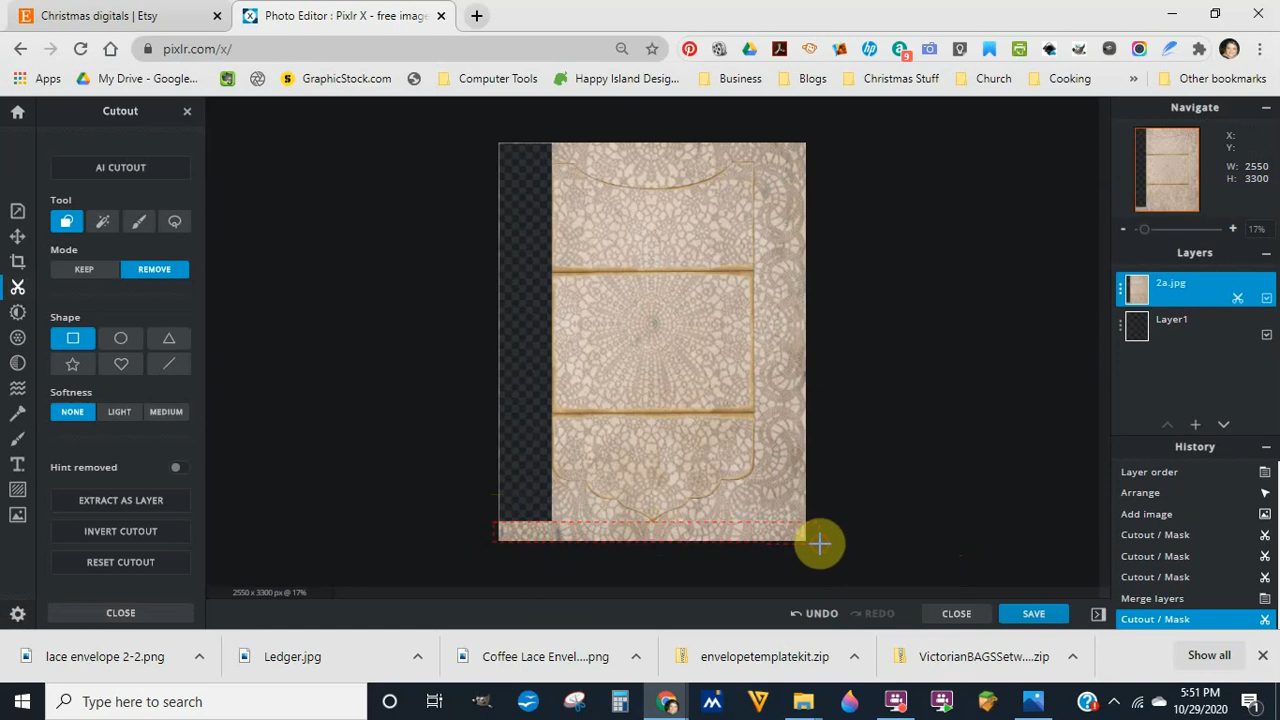 Christmas digitals | Etsy
Photo Editor : Pixlr X - free image
pixlr.com/x/
9
Apps
My Drive - Google...
GraphicStock.com
Computer Tools
Happy Island Desig...
Business
Blogs
Christmas Stuff
Church
Cooking
»
Other bookmarks
Cutout
AI CUTOUT
Tool
Mode
KEEP
REMOVE
Shape
Softness
NONE
LIGHT
MEDIUM
Hint removed
EXTRACT AS LAYER
INVERT CUTOUT
RESET CUTOUT
CLOSE
2550 x 3300 px @ 17%
UNDO
REDO
CLOSE
SAVE
Navigate
X:
Y:
W: 2550
H: 3300
17%
Layers
2a.jpg
Layer1
History
Layer order
Arrange
Add image
Cutout / Mask
Cutout / Mask
Cutout / Mask
Merge layers
Cutout / Mask
lace envelope 2-2.png
Ledger.jpg
Coffee Lace Envel....png
envelopetemplatekit.zip
VictorianBAGSSetw....zip
Show all
Type here to search
5:51 PM
10/29/2020